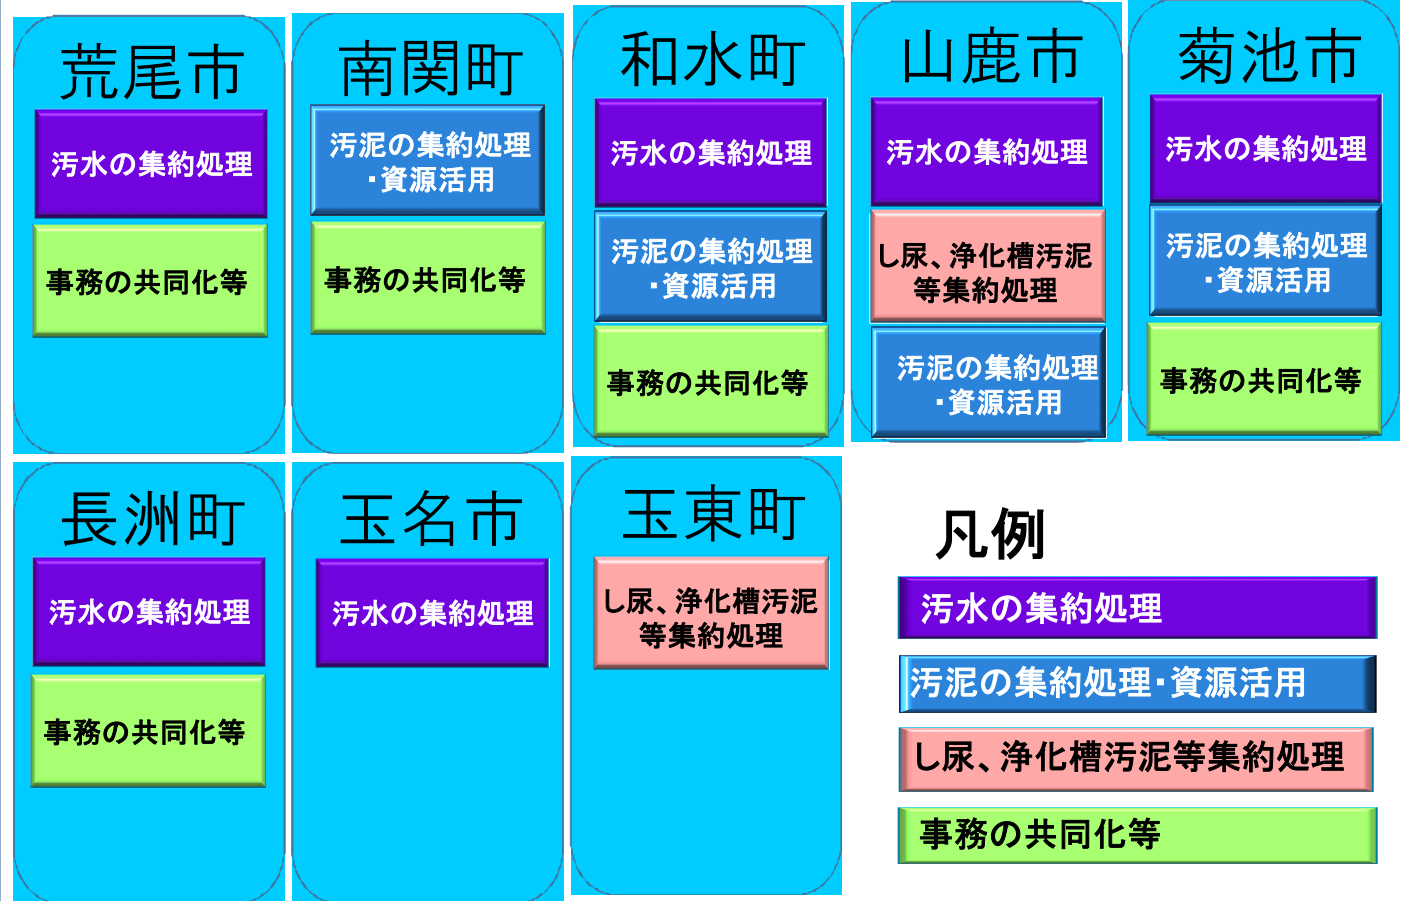 荒尾市
汚水の集約処理
事務の共同化等
南関町
汚泥の集約処理
・資源活用
事務の共同化等
和水町
汚水の集約処理
汚泥の集約処理
・資源活用
事務の共同化等
山鹿市
汚水の集約処理
し尿、浄化槽汚泥
等集約処理
汚泥の集約処理
・資源活用
菊池市
汚水の集約処理
汚泥の集約処理
・資源活用
事務の共同化等
長洲町
汚水の集約処理
事務の共同化等
玉名市
汚水の集約処理
玉東町
し尿、浄化槽汚泥
等集約処理
凡例
汚水の集約処理
汚泥の集約処理・資源活用
し尿、浄化槽汚泥等集約処理
事務の共同化等